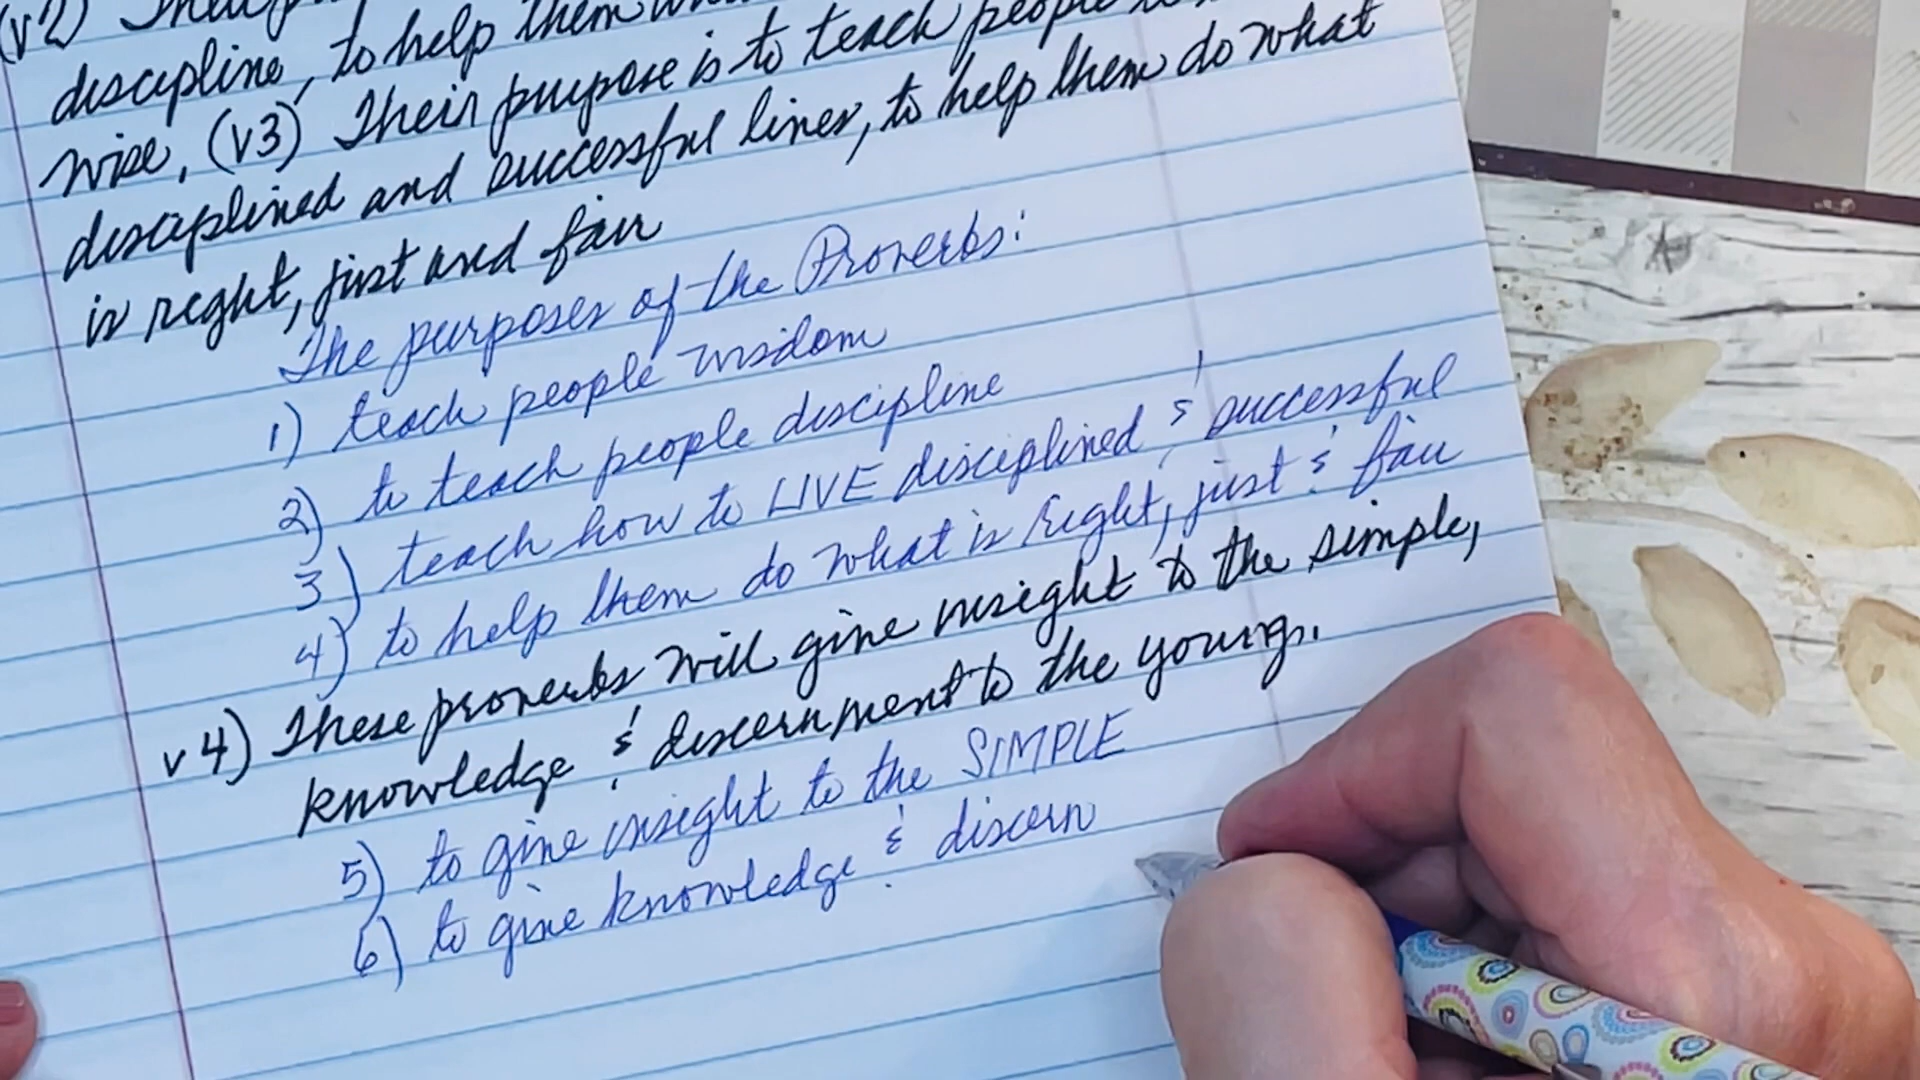 (v2) Their
discipline, to help them
wise, (v3) Their purpose is to teach people
disciplined and successful lives, to help them do what
is right, just and fair
The purposes of the Proverbs:
1) teach people wisdom
2) to teach people discipline
3) teach how to LIVE disciplined & successful
4) to help them do what is right, just & fair
v4) These proverbs will give insight to the simple,
knowledge & discernment to the young.
5) to give insight to the SIMPLE
6) to give knowledge & discern